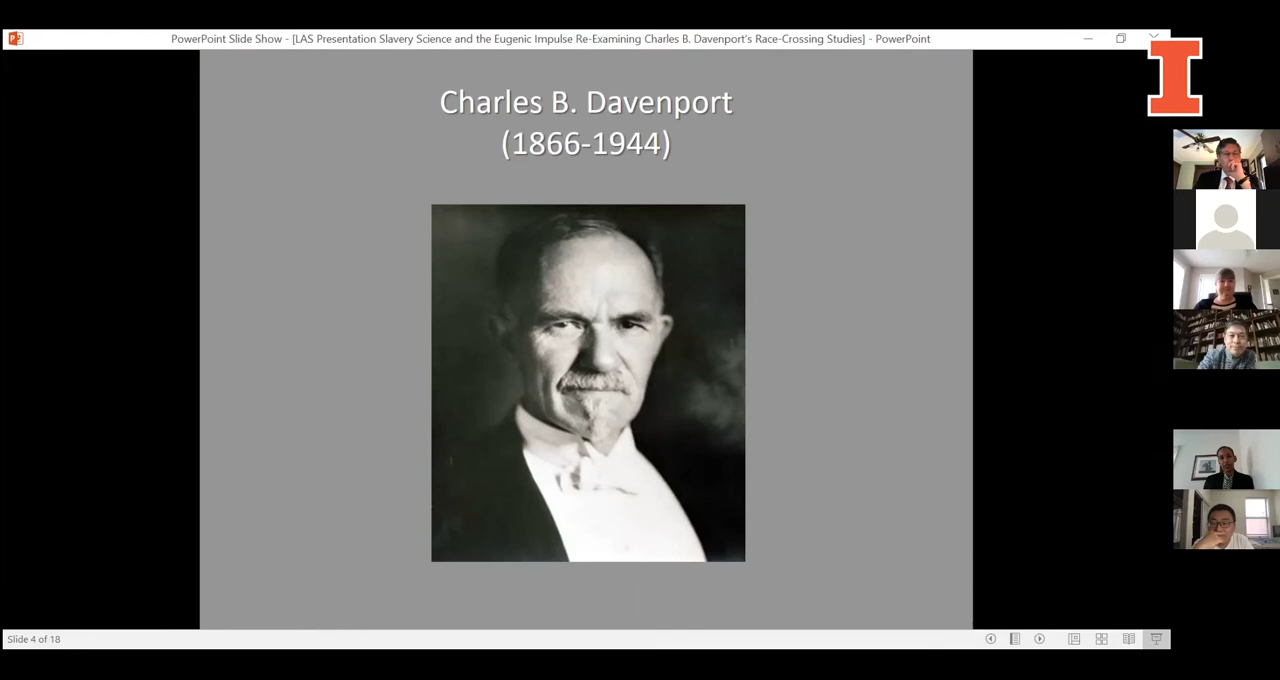 PowerPoint Slide Show - [LAS Presentation Slavery Science and the Eugenic Impulse Re-Examining Charles B. Davenport's Race-Crossing Studies] - PowerPoint
I
Charles B. Davenport
(1866-1944)
Slide 4 of 18